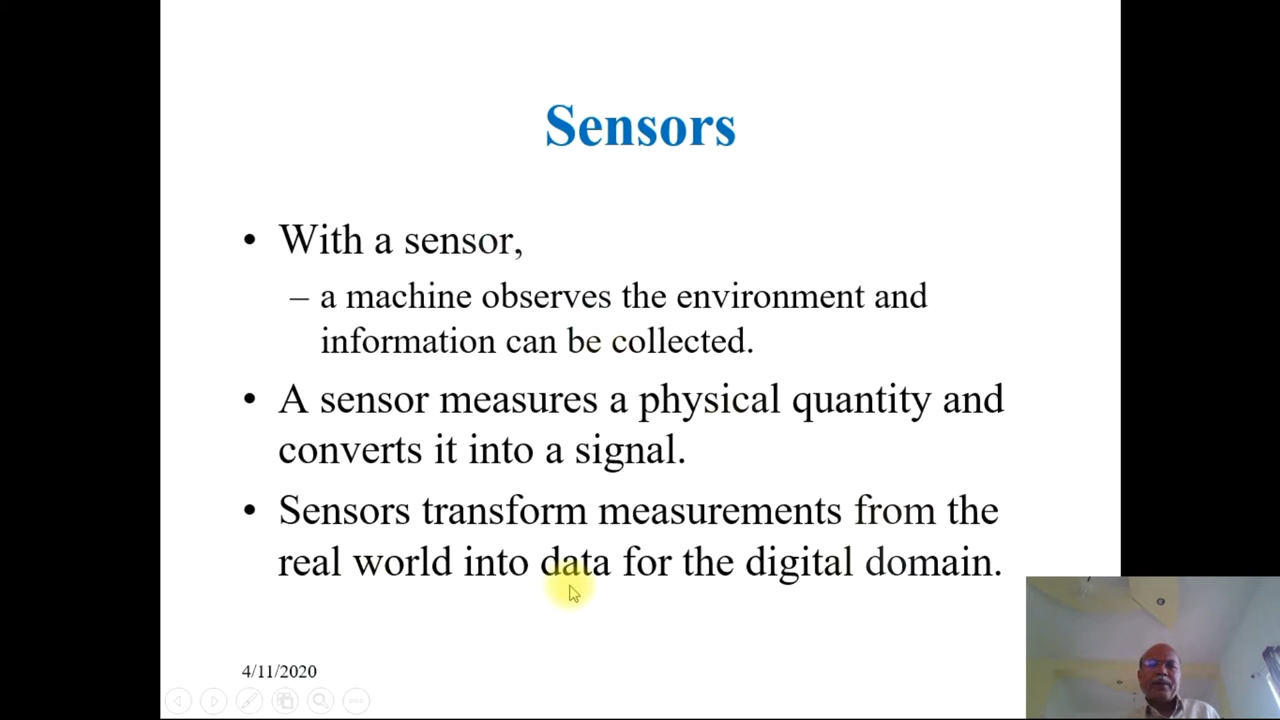 Sensors
• With a sensor,
– a machine observes the environment and
information can be collected.
• A sensor measures a physical quantity and
converts it into a signal.
• Sensors transform measurements from the
real world into data for the digital domain.
4/11/2020